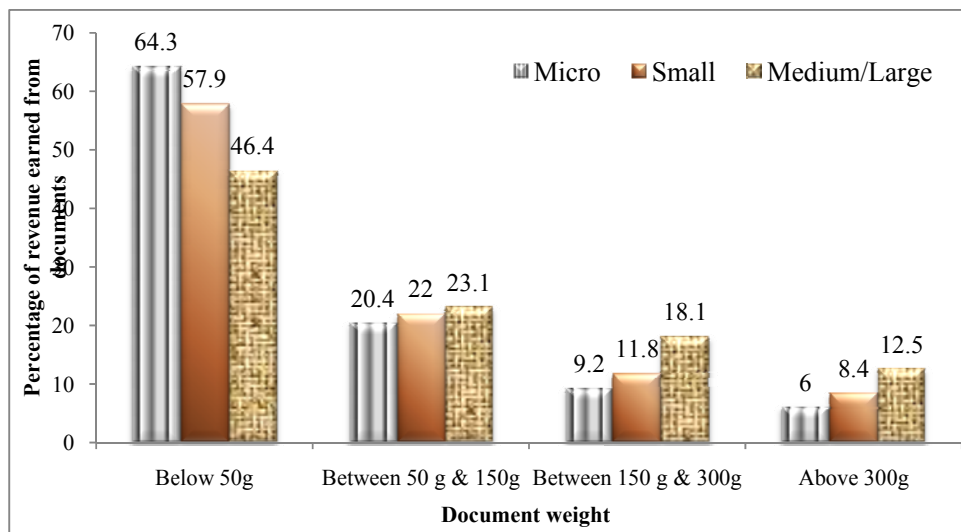 Percentage of revenue earned from
documents
70
60
50
40
30
20
10
0
Micro
Small
Medium/Large
64.3
57.9
46.4
20.4
22
23.1
9.2
11.8
18.1
6
8.4
12.5
Below 50g
Between 50 g & 150g
Between 150 g & 300g
Above 300g
Document weight